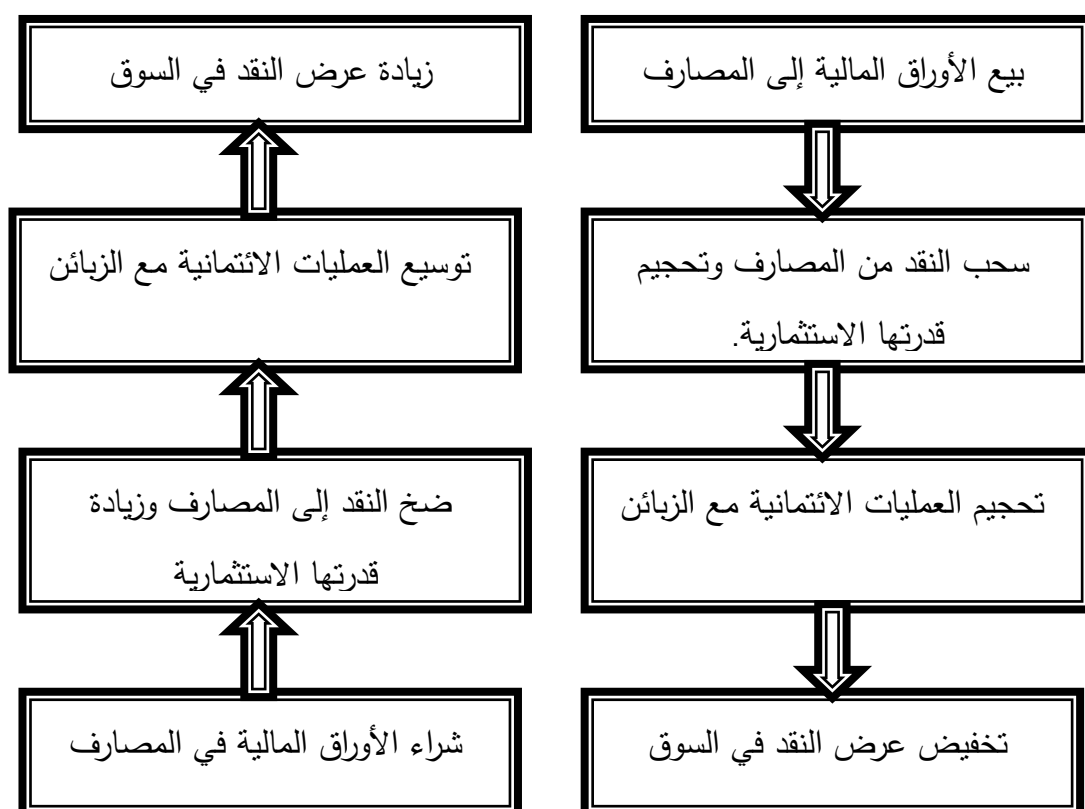 بيع الأوراق المالية إلى المصارف
سحب النقد من المصارف وتحجيم
قدرتها الاستثمارية.
تحجيم العمليات الائتمانية مع الزبائن
تخفيض عرض النقد في السوق
زيادة عرض النقد في السوق
توسيع العمليات الائتمانية مع الزبائن
ضخ النقد إلى المصارف وزيادة
قدرتها الاستثمارية
شراء الأوراق المالية في المصارف